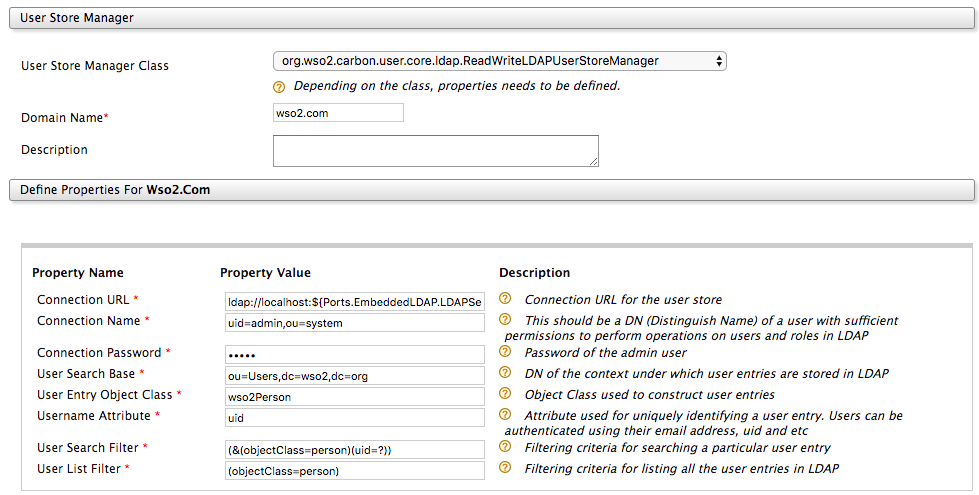 User Store Manager
User Store Manager Class org.wso2.carbon.user.core.ldap.ReadWriteLDAPUserStoreManager
? Depending on the class, properties needs to be defined.
Domain Name* wso2.com
Description
Define Properties For Wso2.Com
Property Name Property Value Description
Connection URL * ldap://localhost:${Ports.EmbeddedLDAP.LDAPSe ? Connection URL for the user store
Connection Name * uid=admin,ou=system ? This should be a DN (Distinguish Name) of a user with sufficient
permissions to perform operations on users and roles in LDAP
Connection Password * ••••• ? Password of the admin user
User Search Base * ou=Users,dc=wso2,dc=org ? DN of the context under which user entries are stored in LDAP
User Entry Object Class * wso2Person ? Object Class used to construct user entries
Username Attribute * uid ? Attribute used for uniquely identifying a user entry. Users can be
authenticated using their email address, uid and etc
User Search Filter * (&(objectClass=person)(uid=?)) ? Filtering criteria for searching a particular user entry
User List Filter * (objectClass=person) ? Filtering criteria for listing all the user entries in LDAP